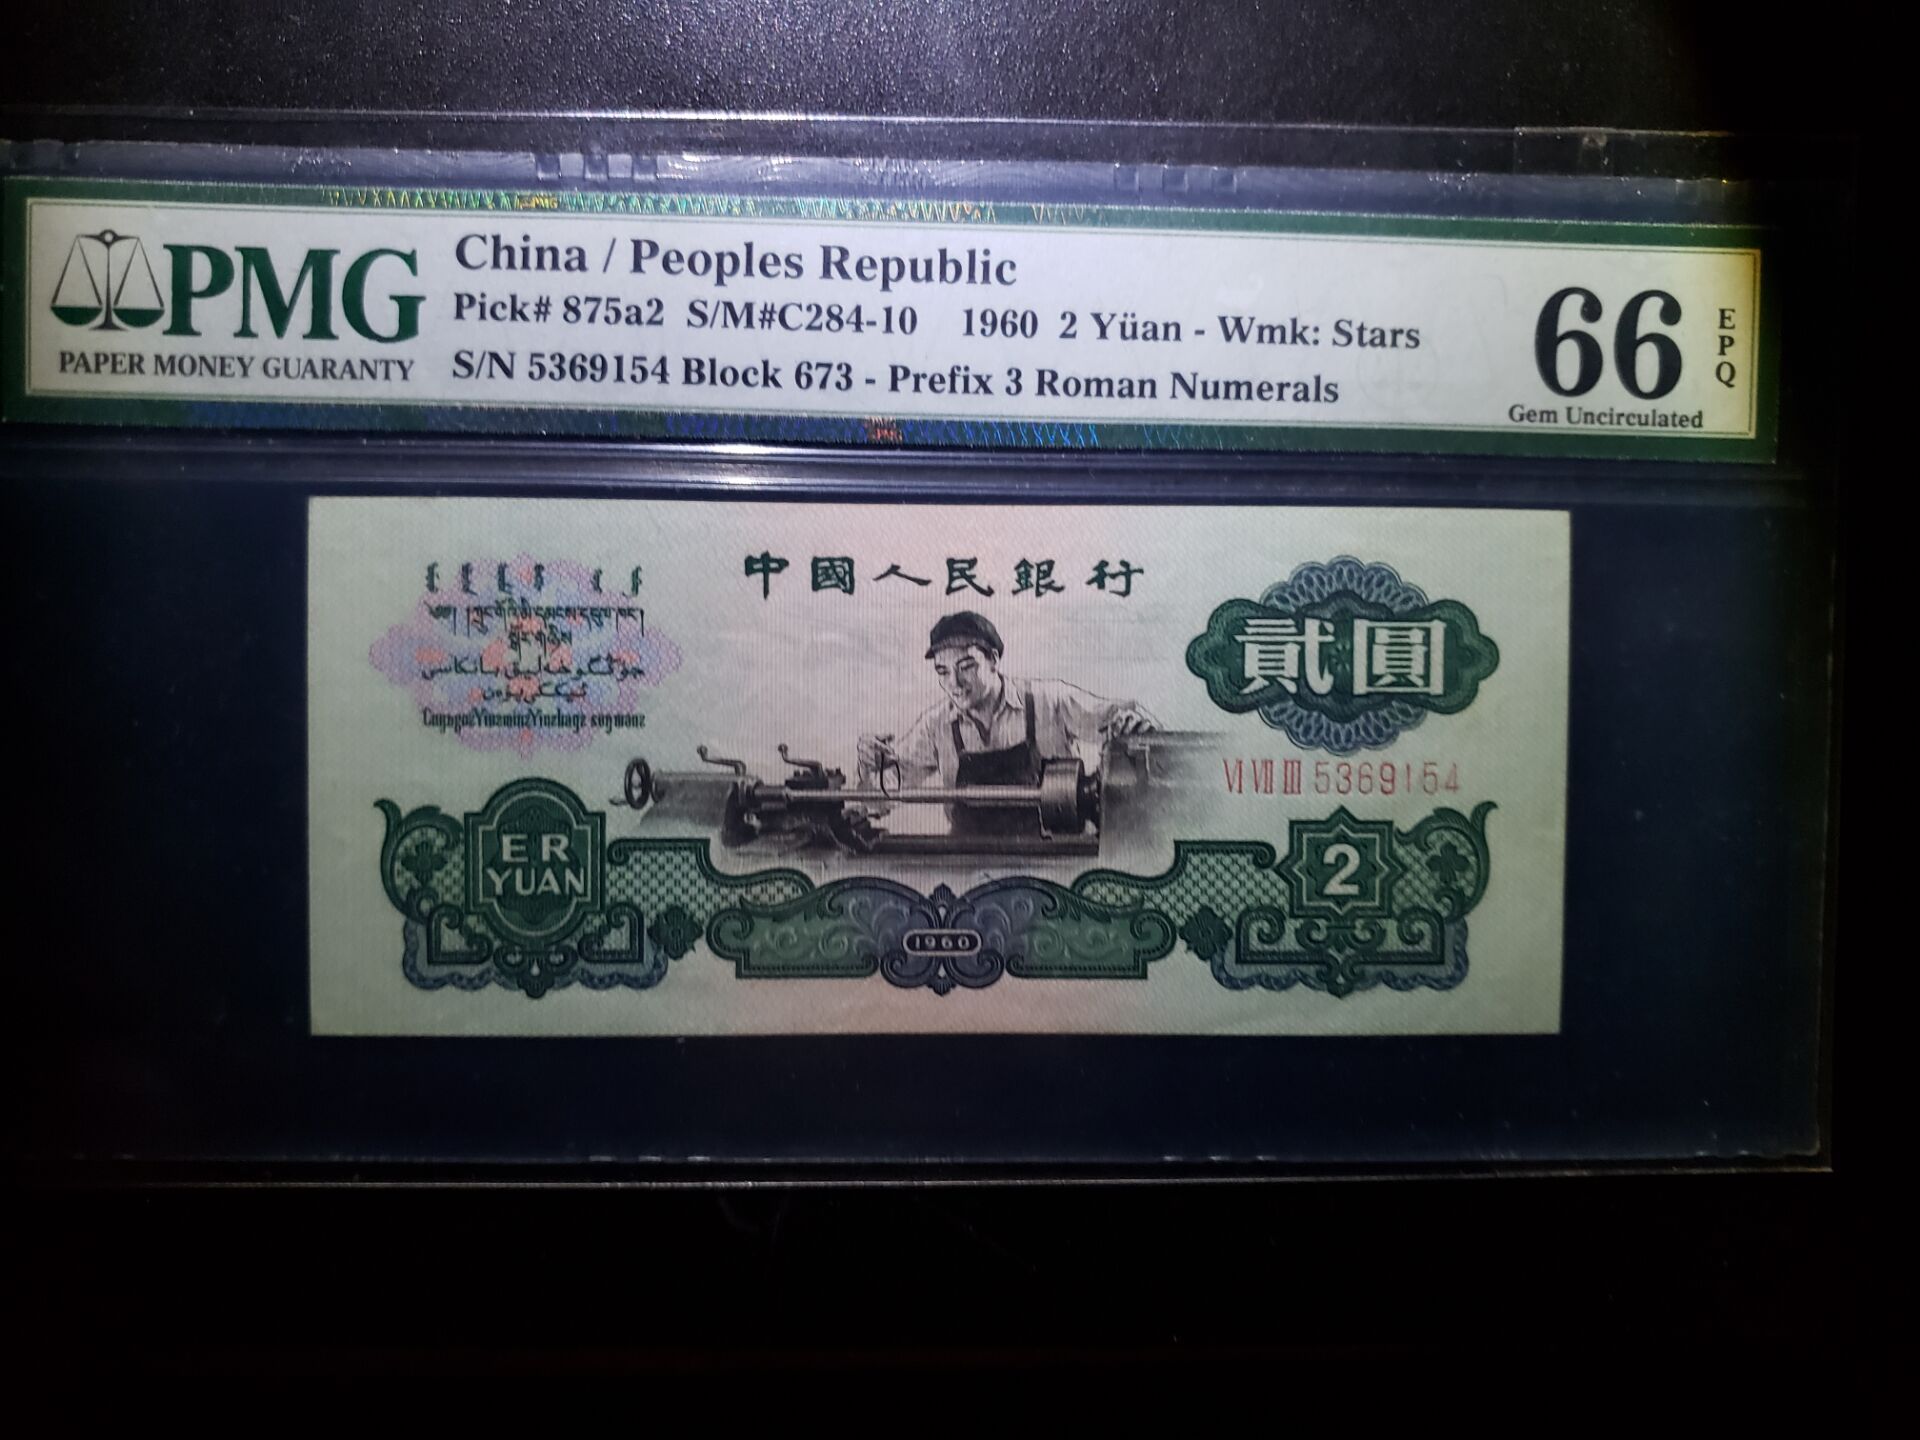 PMG
PAPER MONEY GUARANTY
China / Peoples Republic
Pick# 875a2 S/M#C284-10 1960 2 Yüan - Wmk: Stars
S/N 5369154 Block 673 - Prefix 3 Roman Numerals
66
EPQ
Gem Uncirculated
中國人民銀行
貳圓
Ⅵ Ⅶ Ⅲ 5369154
ER
YUAN
2
1960